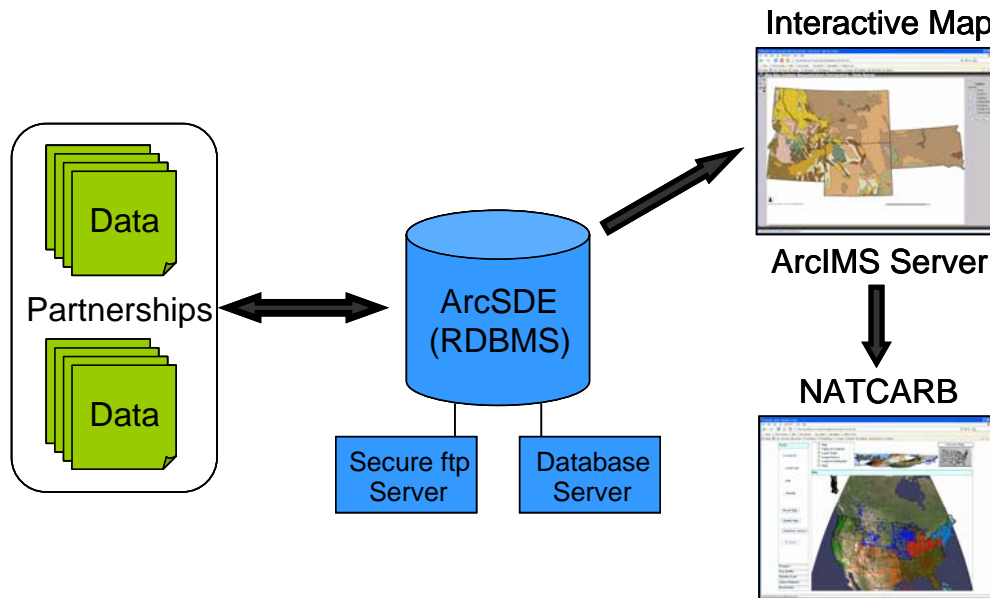 Interactive Map
Data
Partnerships
Data
ArcSDE
(RDBMS)
Secure ftp
Server
Database
Server
ArcIMS Server
NATCARB